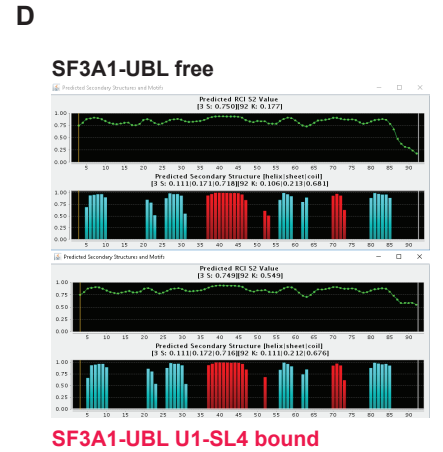 D
SF3A1-UBL free
Predicted Secondary Structures and Motifs
Predicted RCI S2 Value
[3 S: 0.750][92 K: 0.177]
1.00
0.75
0.50
0.25
0.00
5 10 15 20 25 30 35 40 45 50 55 60 65 70 75 80 85 90
Predicted Secondary Structure [helix|sheet|coil]
[3 S: 0.111|0.171|0.718][92 K: 0.106|0.213|0.681]
1.00
0.75
0.50
0.25
0.00
5 10 15 20 25 30 35 40 45 50 55 60 65 70 75 80 85 90
Predicted Secondary Structures and Motifs
Predicted RCI S2 Value
[3 S: 0.749][92 K: 0.549]
1.00
0.75
0.50
0.25
0.00
5 10 15 20 25 30 35 40 45 50 55 60 65 70 75 80 85 90
Predicted Secondary Structure [helix|sheet|coil]
[3 S: 0.111|0.172|0.716][92 K: 0.111|0.212|0.676]
1.00
0.75
0.50
0.25
0.00
5 10 15 20 25 30 35 40 45 50 55 60 65 70 75 80 85 90
SF3A1-UBL U1-SL4 bound